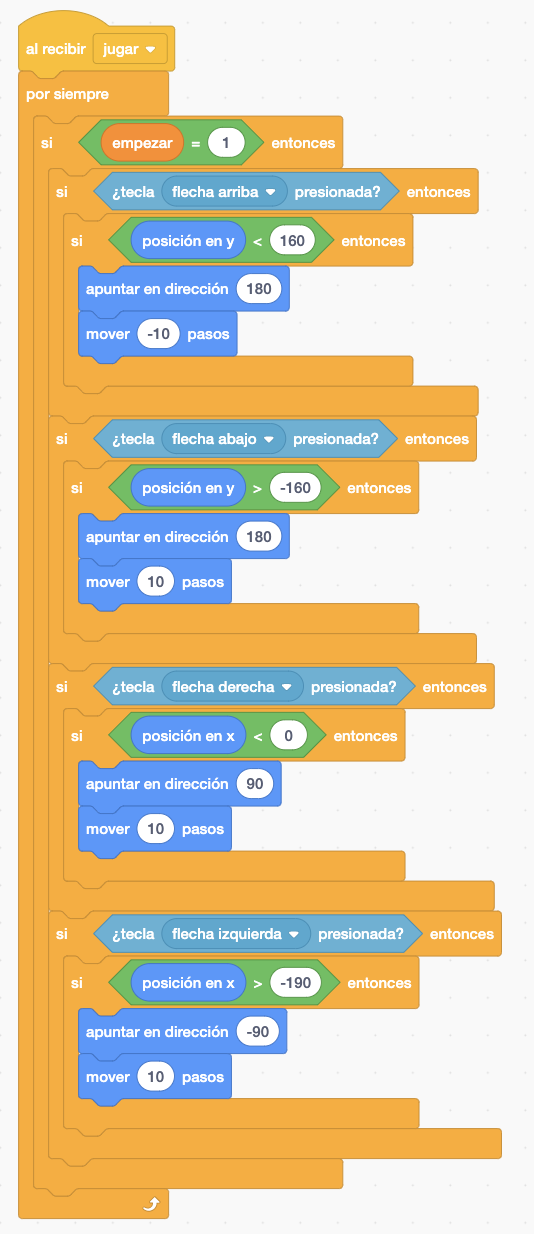 al recibir jugar
por siempre
si empezar = 1 entonces
si ¿tecla flecha arriba presionada? entonces
si posición en y < 160 entonces
apuntar en dirección 180
mover -10 pasos
si ¿tecla flecha abajo presionada? entonces
si posición en y > -160 entonces
apuntar en dirección 180
mover 10 pasos
si ¿tecla flecha derecha presionada? entonces
si posición en x < 0 entonces
apuntar en dirección 90
mover 10 pasos
si ¿tecla flecha izquierda presionada? entonces
si posición en x > -190 entonces
apuntar en dirección -90
mover 10 pasos